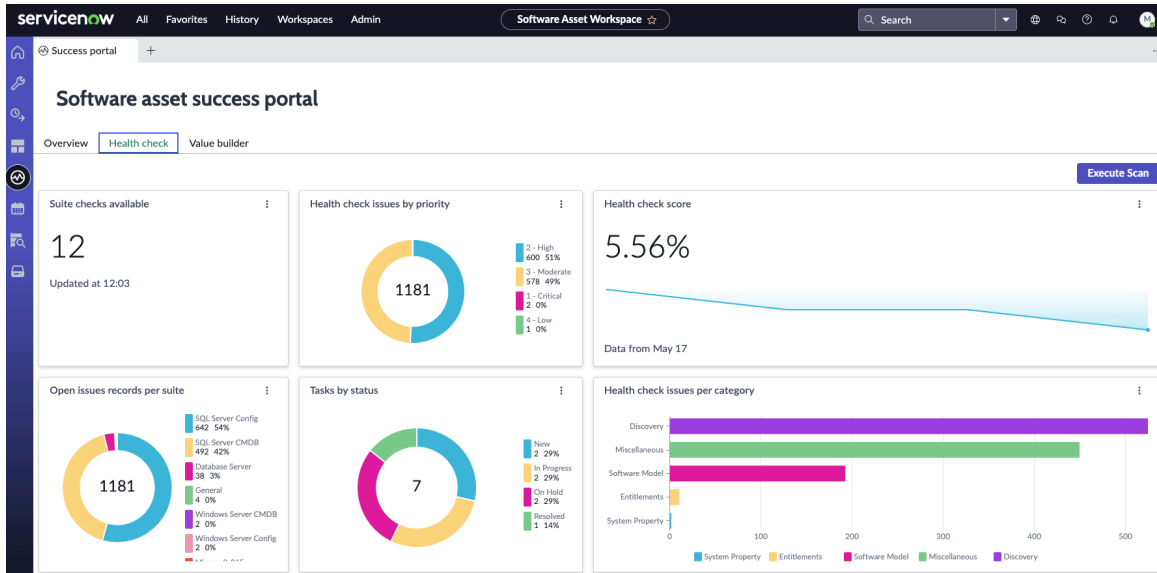 servicenow All Favorites History Workspaces Admin Software Asset Workspace Search M
Success portal
Software asset success portal
Overview Health check Value builder
Execute Scan
Suite checks available
12
Updated at 12:03
Health check issues by priority
1181
2 - High
600 51%
3 - Moderate
578 49%
1 - Critical
2 0%
4 - Low
1 0%
Health check score
5.56%
Data from May 17
Open issues records per suite
1181
SQL Server Config
642 54%
SQL Server CMDB
492 42%
Database Server
38 3%
General
4 0%
Windows Server CMDB
2 0%
Windows Server Config
2 0%
Tasks by status
7
New
2 29%
In Progress
2 29%
On Hold
2 29%
Resolved
1 14%
Health check issues per category
Discovery
Miscellaneous
Software Model
Entitlements
System Property
0 100 200 300 400 500
System Property Entitlements Software Model Miscellaneous Discovery